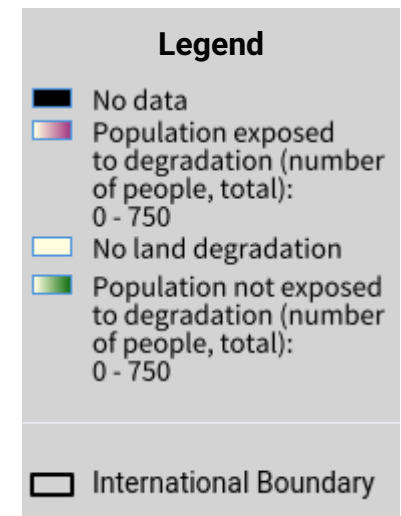 Legend
No data
Population exposed
to degradation (number
of people, total):
0 - 750
No land degradation
Population not exposed
to degradation (number
of people, total):
0 - 750
International Boundary